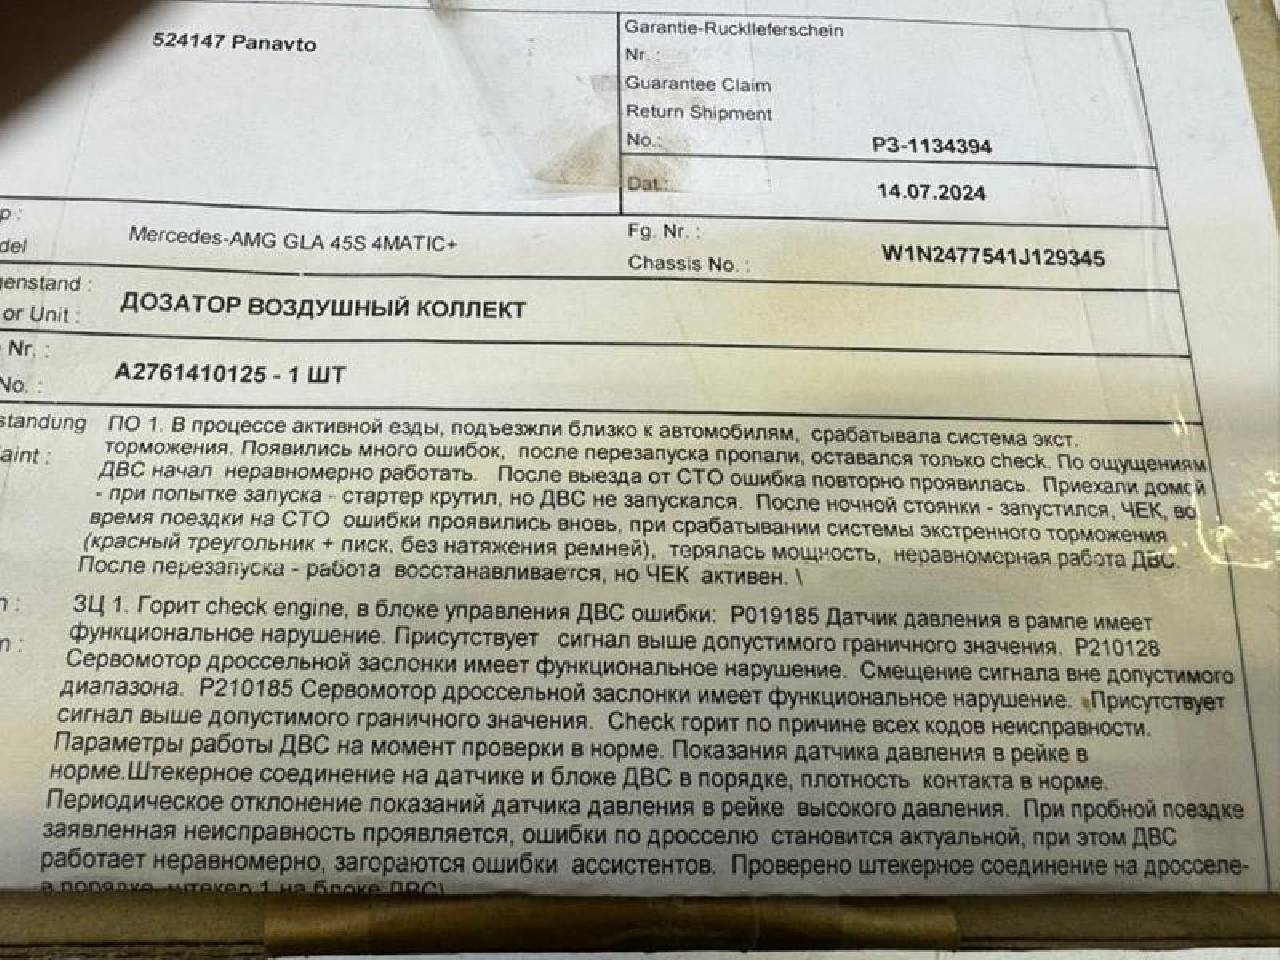 524147 Panavto
Garantie-Rucklieferschein
Nr. :
Guarantee Claim
Return Shipment
No.: РЗ-1134394
Dat.: 14.07.2024
p :
del Mercedes-AMG GLA 45S 4MATIC+
Fg. Nr. :
Chassis No. : W1N2477541J129345
genstand :
or Unit : ДОЗАТОР ВОЗДУШНЫЙ КОЛЛЕКТ
Nr. :
No. : A2761410125 - 1 ШТ
standung
aint :
ПО 1. В процессе активной езды, подъезжли близко к автомобилям, срабатывала система экст.
торможения. Появились много ошибок, после перезапуска пропали, оставался только check. По ощущениям
ДВС начал неравномерно работать. После выезда от СТО ошибка повторно проявилась. Приехали домой
- при попытке запуска - стартер крутил, но ДВС не запускался. После ночной стоянки - запустился, ЧЕК, во
время поездки на СТО ошибки проявились вновь, при срабатывании системы экстренного торможения
(красный треугольник + писк, без натяжения ремней), терялась мощность, неравномерная работа ДВС.
После перезапуска - работа восстанавливается, но ЧЕК активен. \
n :
n :
ЗЦ 1. Горит check engine, в блоке управления ДВС ошибки: P019185 Датчик давления в рампе имеет
функциональное нарушение. Присутствует сигнал выше допустимого граничного значения. P210128
Сервомотор дроссельной заслонки имеет функциональное нарушение. Смещение сигнала вне допустимого
диапазона. P210185 Сервомотор дроссельной заслонки имеет функциональное нарушение. Присутствует
сигнал выше допустимого граничного значения. Check горит по причине всех кодов неисправности.
Параметры работы ДВС на момент проверки в норме. Показания датчика давления в рейке в
норме.Штекерное соединение на датчике и блоке ДВС в порядке, плотность контакта в норме.
Периодическое отклонение показаний датчика давления в рейке высокого давления. При пробной поездке
заявленная неисправность проявляется, ошибки по дросселю становится актуальной, при этом ДВС
работает неравномерно, загораются ошибки ассистентов. Проверено штекерное соединение на дросселе-
в порядке, штекер 1 на блоке ДВС\